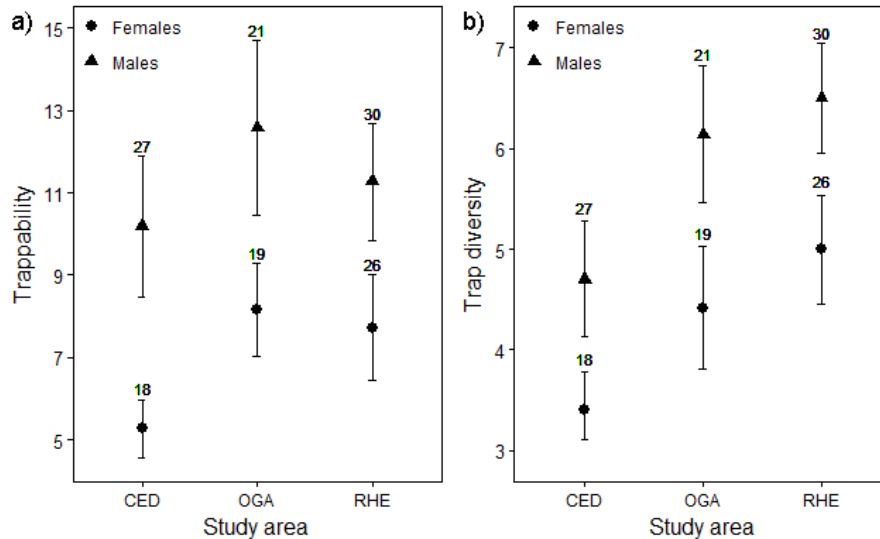 a)
Females
Males
15
13
11
9
7
5
Trappability
27
21
30
18
19
26
CED OGA RHE
Study area
b)
Females
Males
7
6
5
4
3
Trap diversity
27
21
30
18
19
26
CED OGA RHE
Study area